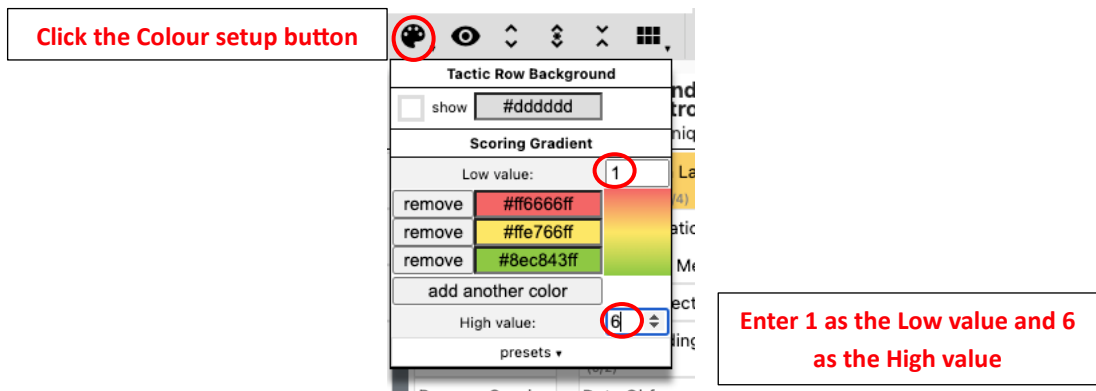 Click the Colour setup button
Tactic Row Background
show #dddddd
Scoring Gradient
Low value: 1
remove #ff6666ff
remove #ffe766ff
remove #8ec843ff
add another color
High value: 6
presets ▾
Enter 1 as the Low value and 6
as the High value